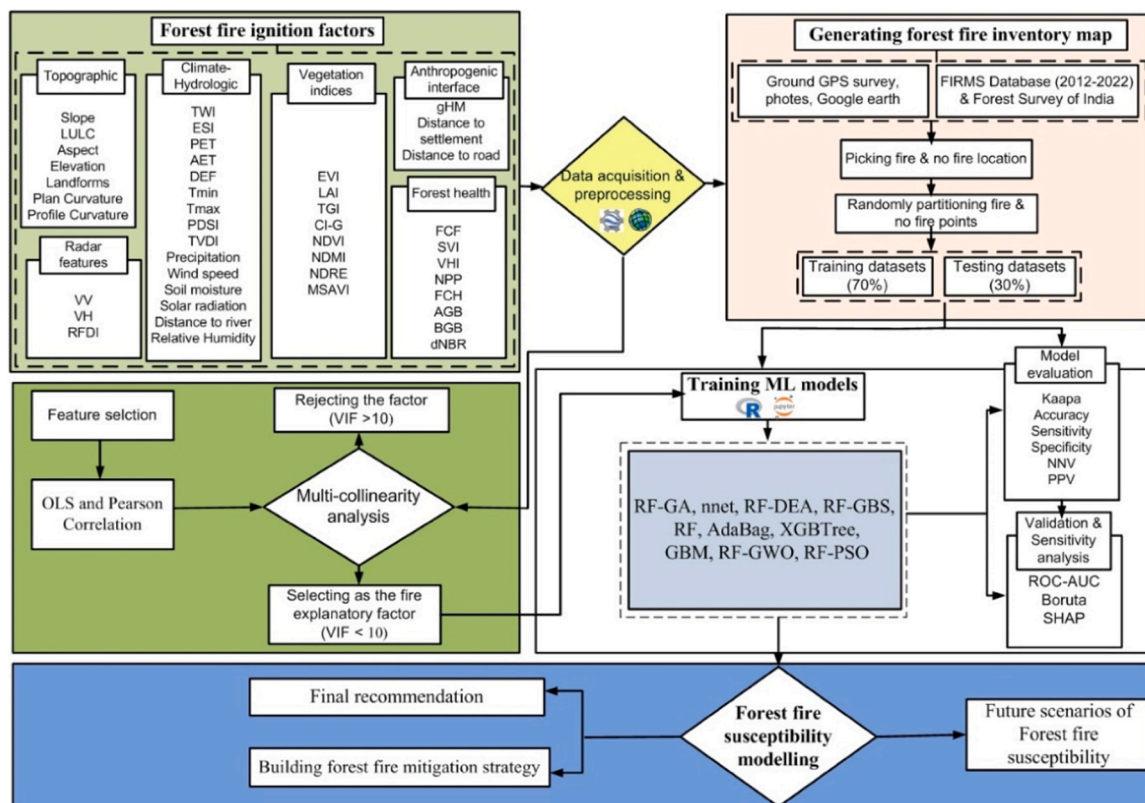 Forest fire ignition factors
Topographic
Slope
LULC
Aspect
Elevation
Landforms
Plan Curvature
Profile Curvature
Radar
features
VV
VH
RFDI
Climate-
Hydrologic
TWI
ESI
PET
AET
DEF
Tmin
Tmax
PDSI
TVDI
Precipitation
Wind speed
Soil moisture
Solar radiation
Distance to river
Relative Humidity
Vegetation
indices
EVI
LAI
TGI
CI-G
NDVI
NDMI
NDRE
MSAVI
Anthropogenic
interface
gHM
Distance to
settlement
Distance to road
Forest health
FCF
SVI
VHI
NPP
FCH
AGB
BGB
dNBR
Data acquisition &
preprocessing
Generating forest fire inventory map
Ground GPS survey,
photes, Google earth
FIRMS Database (2012-2022)
& Forest Survey of India
Picking fire & no fire location
Randomly partitioning fire &
no fire points
Training datasets
(70%)
Testing datasets
(30%)
Feature selction
OLS and Pearson
Correlation
Rejecting the factor
(VIF >10)
Multi-collinearity
analysis
Selecting as the fire
explanatory factor
(VIF < 10)
Training ML models
R
jupyter
RF-GA, nnet, RF-DEA, RF-GBS,
RF, AdaBag, XGBTree,
GBM, RF-GWO, RF-PSO
Model
evaluation
Kaapa
Accuracy
Sensitivity
Specificity
NNV
PPV
Validation &
Sensitivity
analysis
ROC-AUC
Boruta
SHAP
Final recommendation
Building forest fire mitigation strategy
Forest fire
susceptibility
modelling
Future scenarios of
Forest fire
susceptibility